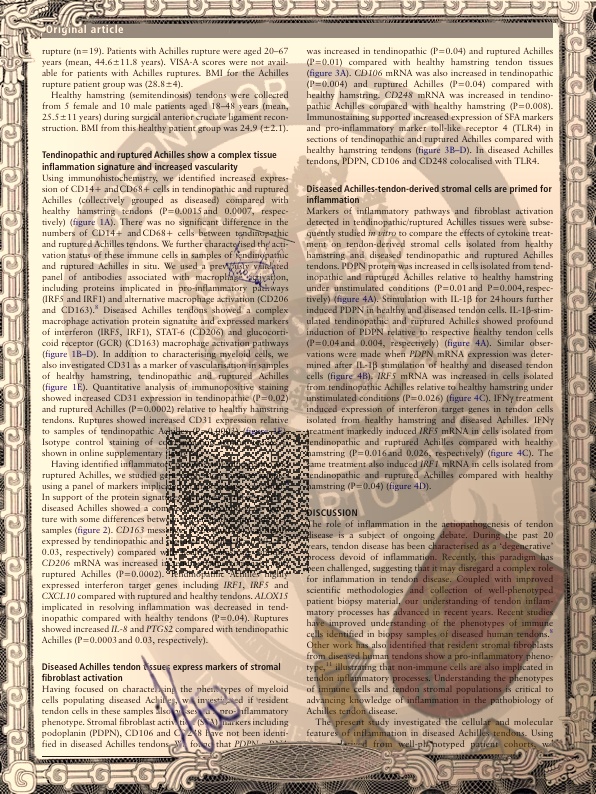 Original article
rupture (n=19). Patients with Achilles rupture were aged 20–67
years (mean, 44.6±11.8 years). VISA-A scores were not avail-
able for patients with Achilles ruptures. BMI for the Achilles
rupture patient group was (28.8±4).
Healthy hamstring (semitendinosus) tendons were collected
from 5 female and 10 male patients aged 18–48 years (mean,
25.5±11 years) during surgical anterior cruciate ligament recon-
struction. BMI from this healthy patient group was 24.9 (±2.1).
Tendinopathic and ruptured Achilles show a complex tissue
inflammation signature and increased vascularity
Using immunohistochemistry, we identified increased expres-
sion of CD14+ and CD68+ cells in tendinopathic and ruptured
Achilles (collectively grouped as diseased) compared with
healthy hamstring tendons (P=0.0015 and 0.0007, respec-
tively) (figure 1A). There was no significant difference in the
numbers of CD14+ and CD68+ cells between tendinopathic
and ruptured Achilles tendons. We further characterised the acti-
vation status of these immune cells in samples of tendinopathic
and ruptured Achilles in situ. We used a previously validated
panel of antibodies associated with macrophage activation,
including proteins implicated in pro-inflammatory pathways
(IRF5 and IRF1) and alternative macrophage activation (CD206
and CD163).8 Diseased Achilles tendons showed a complex
macrophage activation protein signature and expressed markers
of interferon (IRF5, IRF1), STAT-6 (CD206) and glucocorti-
coid receptor (GCR) (CD163) macrophage activation pathways
(figure 1B–D). In addition to characterising myeloid cells, we
also investigated CD31 as a marker of vascularisation in samples
of healthy hamstring, tendinopathic and ruptured Achilles
(figure 1E). Quantitative analysis of immunopositive staining
showed increased CD31 expression in tendinopathic (P=0.02)
and ruptured Achilles (P=0.0002) relative to healthy hamstring
tendons. Ruptures showed increased CD31 expression relative
to samples of tendinopathic Achilles
Isotype control staining of
shown in online supplementary
Having identified inflammat
ruptured Achilles, we studied
using a panel of markers implic
In support of the protein signat
diseased Achilles showed a com
ture with some differences betw
samples (figure 2). CD163 mess
expressed by tendinopathic and
0.03, respectively) compared w
CD206 mRNA was increased in
ruptured Achilles (P=0.0002). Tendinopathic Achilles highly
expressed interferon target genes including IRF1, IRF5 and
CXCL10 compared with ruptured and healthy tendons. ALOX15
implicated in resolving inflammation was decreased in tend-
inopathic compared with healthy tendons (P=0.04). Ruptures
showed increased IL-8 and PTGS2 compared with tendinopathic
Achilles (P=0.0003 and 0.03, respectively).
Diseased Achilles tendon tissues express markers of stromal
fibroblast activation
Having focused on characterising the phenotypes of myeloid
cells populating diseased Achilles, we investigated if resident
tendon cells in these samples also possessed a pro-inflammatory
phenotype. Stromal fibroblast activation (SFA) markers including
podoplanin (PDPN), CD106 and CD248 have not been identi-
fied in diseased Achilles tendons. We found that PDPN mRNA
was increased in tendinopathic (P=0.04) and ruptured Achilles
(P=0.01) compared with healthy hamstring tendon tissues
(figure 3A). CD106 mRNA was also increased in tendinopathic
(P=0.004) and ruptured Achilles (P=0.04) compared with
healthy hamstring. CD248 mRNA was increased in tendino-
pathic Achilles compared with healthy hamstring (P=0.008).
Immunostaining supported increased expression of SFA markers
and pro-inflammatory marker toll-like receptor 4 (TLR4) in
sections of tendinopathic and ruptured Achilles compared with
healthy hamstring tendons (figure 3B–D). In diseased Achilles
tendons, PDPN, CD106 and CD248 colocalised with TLR4.
Diseased Achilles-tendon-derived stromal cells are primed for
inflammation
Markers of inflammatory pathways and fibroblast activation
detected in tendinopathic/ruptured Achilles tissues were subse-
quently studied in vitro to compare the effects of cytokine treat-
ment on tendon-derived stromal cells isolated from healthy
hamstring and diseased tendinopathic and ruptured Achilles
tendons. PDPN protein was increased in cells isolated from tend-
inopathic and ruptured Achilles relative to healthy hamstring
under unstimulated conditions (P=0.01 and P=0.004, respec-
tively) (figure 4A). Stimulation with IL-1β for 24 hours further
induced PDPN in healthy and diseased tendon cells. IL-1β-stim-
ulated tendinopathic and ruptured Achilles showed profound
induction of PDPN relative to respective healthy tendon cells
(P=0.04 and 0.004, respectively) (figure 4A). Similar obser-
vations were made when PDPN mRNA expression was deter-
mined after IL-1β stimulation of healthy and diseased tendon
cells (figure 4B). IRF5 mRNA was increased in cells isolated
from tendinopathic Achilles relative to healthy hamstring under
unstimulated conditions (P=0.026) (figure 4C). IFNγ treatment
induced expression of interferon target genes in tendon cells
isolated from healthy hamstring and diseased Achilles. IFNγ
treatment markedly induced IRF5 mRNA in cells isolated from
tendinopathic and ruptured Achilles compared with healthy
hamstring (P=0.016 and 0.026, respectively) (figure 4C). The
same treatment also induced IRF1 mRNA in cells isolated from
tendinopathic and ruptured Achilles compared with healthy
hamstring (P=0.04) (figure 4D).
DISCUSSION
The role of inflammation in the pathogenesis of tendon
disease is a subject of ongoing debate. During the past 20
years, tendon disease has been characterised as a ‘degenerative’
process devoid of inflammation. Recently, this paradigm has
been challenged, suggesting that we disregard a complex role
for inflammation in tendon disease. Coupled with improved
scientific methodologies and collection of well-phenotyped
patient biopsy material, our understanding of tendon inflam-
matory processes has advanced in recent years. Recent studies
have improved understanding of the phenotypes of immune
cells identified in biopsy samples of diseased human tendons.
Other work has also identified that resident stromal fibroblasts
from diseased human tendons show a pro-inflammatory pheno-
type, illustrating that non-immune cells are also implicated in
tendon inflammatory processes. Understanding the phenotypes
of immune cells and tendon stromal populations is critical to
advancing knowledge of inflammation in the pathobiology of
Achilles tendon disease.
The present study investigated the cellular and molecular
features of inflammation in diseased Achilles tendons. Using
from well-phenotyped patient cohorts, we